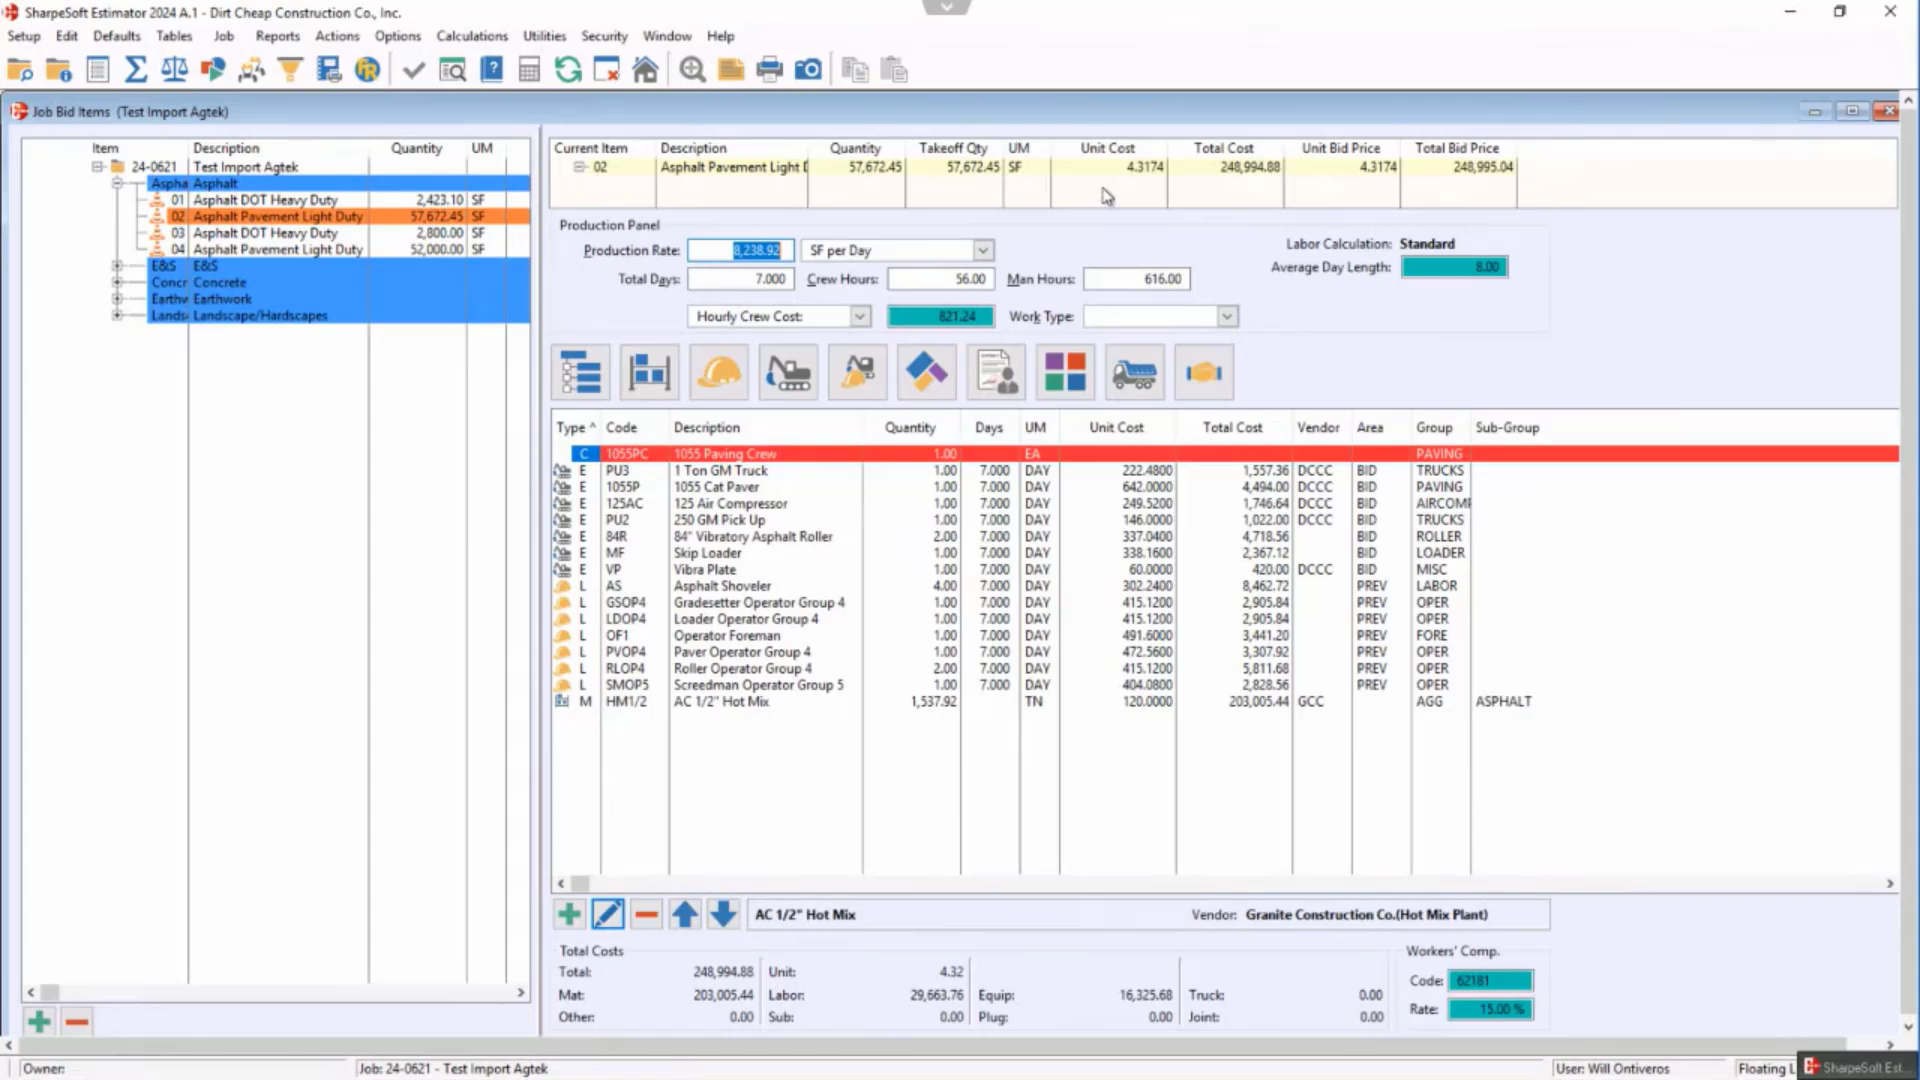 SharpeSoft Estimator 2024 A.1 - Dirt Cheap Construction Co., Inc.
Setup Edit Defaults Tables Job Reports Actions Options Calculations Utilities Security Window Help
Job Bid Items (Test Import Agtek)
Item Description Quantity UM
24-0621 Test Import Agtek
Aspha Asphalt
01 Asphalt DOT Heavy Duty 2,423.10 SF
02 Asphalt Pavement Light Duty 57,672.45 SF
03 Asphalt DOT Heavy Duty 2,800.00 SF
04 Asphalt Pavement Light Duty 52,000.00 SF
E&S E&S
Concr Concrete
Earthw Earthwork
Lands Landscape/Hardscapes
Current Item Description Quantity Takeoff Qty UM Unit Cost Total Cost Unit Bid Price Total Bid Price
02 Asphalt Pavement Light D 57,672.45 57,672.45 SF 4.3174 248,994.88 4.3174 248,995.04
Production Panel
Production Rate: 8,238.92 SF per Day
Labor Calculation: Standard
Average Day Length: 8.00
Total Days: 7.000 Crew Hours: 56.00 Man Hours: 616.00
Hourly Crew Cost: 821.24 Work Type:
Type ^ Code Description Quantity Days UM Unit Cost Total Cost Vendor Area Group Sub-Group
C 1055PC 1055 Paving Crew 1.00 EA PAVING
E PU3 1 Ton GM Truck 1.00 7.000 DAY 222.4800 1,557.36 DCCC BID TRUCKS
E 1055P 1055 Cat Paver 1.00 7.000 DAY 642.0000 4,494.00 DCCC BID PAVING
E 125AC 125 Air Compressor 1.00 7.000 DAY 249.5200 1,746.64 DCCC BID AIRCOMP
E PU2 250 GM Pick Up 1.00 7.000 DAY 146.0000 1,022.00 DCCC BID TRUCKS
E 84R 84" Vibratory Asphalt Roller 2.00 7.000 DAY 337.0400 4,718.56 BID ROLLER
E MF Skip Loader 1.00 7.000 DAY 338.1600 2,367.12 BID LOADER
E VP Vibra Plate 1.00 7.000 DAY 60.0000 420.00 DCCC BID MISC
L AS Asphalt Shoveler 4.00 7.000 DAY 302.2400 8,462.72 PREV LABOR
L GSOP4 Gradesetter Operator Group 4 1.00 7.000 DAY 415.1200 2,905.84 PREV OPER
L LDOP4 Loader Operator Group 4 1.00 7.000 DAY 415.1200 2,905.84 PREV OPER
L OF1 Operator Foreman 1.00 7.000 DAY 491.6000 3,441.20 PREV FORE
L PVOP4 Paver Operator Group 4 1.00 7.000 DAY 472.5600 3,307.92 PREV OPER
L RLOP4 Roller Operator Group 4 2.00 7.000 DAY 415.1200 5,811.68 PREV OPER
L SMOP5 Screedman Operator Group 5 1.00 7.000 DAY 404.0800 2,828.56 PREV OPER
M HM1/2 AC 1/2" Hot Mix 1,537.92 TN 120.0000 203,005.44 GCC AGG ASPHALT
AC 1/2" Hot Mix Vendor: Granite Construction Co.(Hot Mix Plant)
Total Costs
Total: 248,994.88 Unit: 4.32
Mat: 203,005.44 Labor: 29,663.76 Equip: 16,325.68 Truck: 0.00
Other: 0.00 Sub: 0.00 Plug: 0.00 Joint: 0.00
Workers' Comp.
Code: 62181
Rate: 15.00 %
Owner: Job: 24-0621 - Test Import Agtek User: Will Ontiveros Floating L SharpeSoft Est...